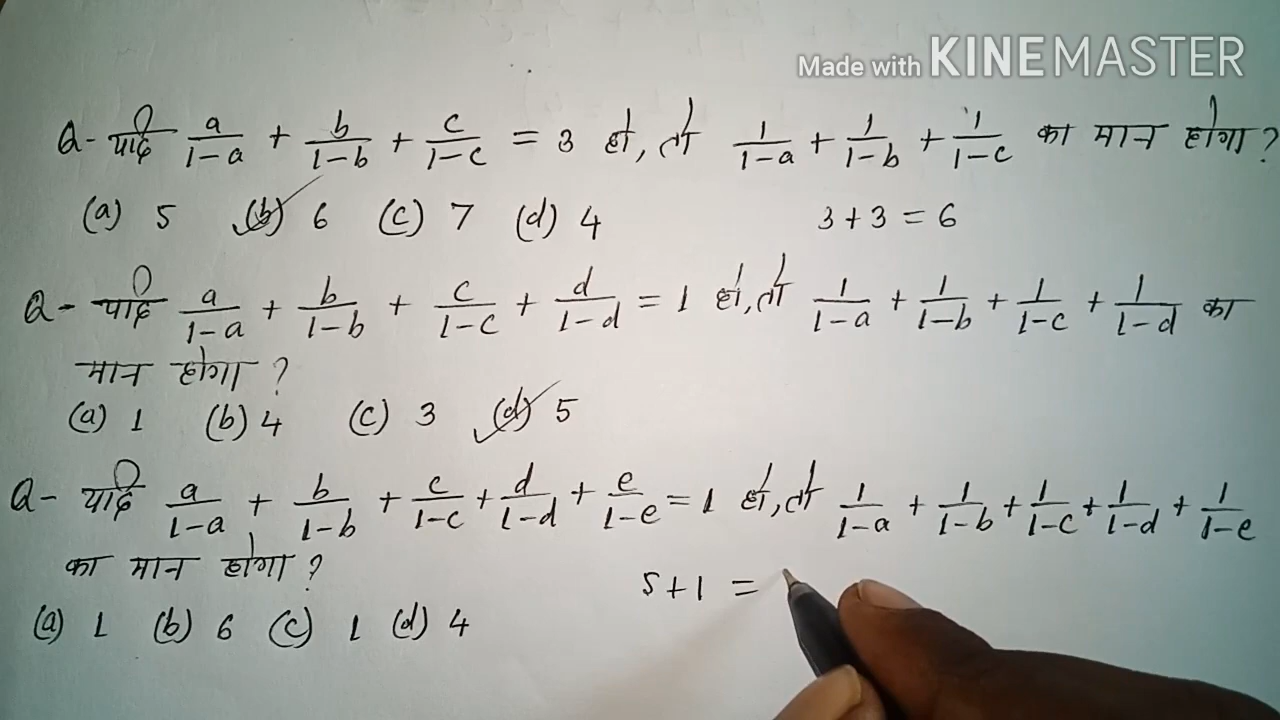 Made with KINEMASTER
Q- यदि a/1-a + b/1-b + c/1-c = 3 हो, तो 1/1-a + 1/1-b + 1/1-c का मान होगा ?
(a) 5 (b) 6 (c) 7 (d) 4 3+3 = 6
Q- यदि a/1-a + b/1-b + c/1-c + d/1-d = 1 हो, तो 1/1-a + 1/1-b + 1/1-c + 1/1-d का
मान होगा ?
(a) 1 (b) 4 (c) 3 (d) 5
Q- यदि a/1-a + b/1-b + c/1-c + d/1-d + e/1-e = 1 हो, तो 1/1-a + 1/1-b + 1/1-c + 1/1-d + 1/1-e
का मान होगा ? 5+1 =
(a) 1 (b) 6 (c) 1 (d) 4